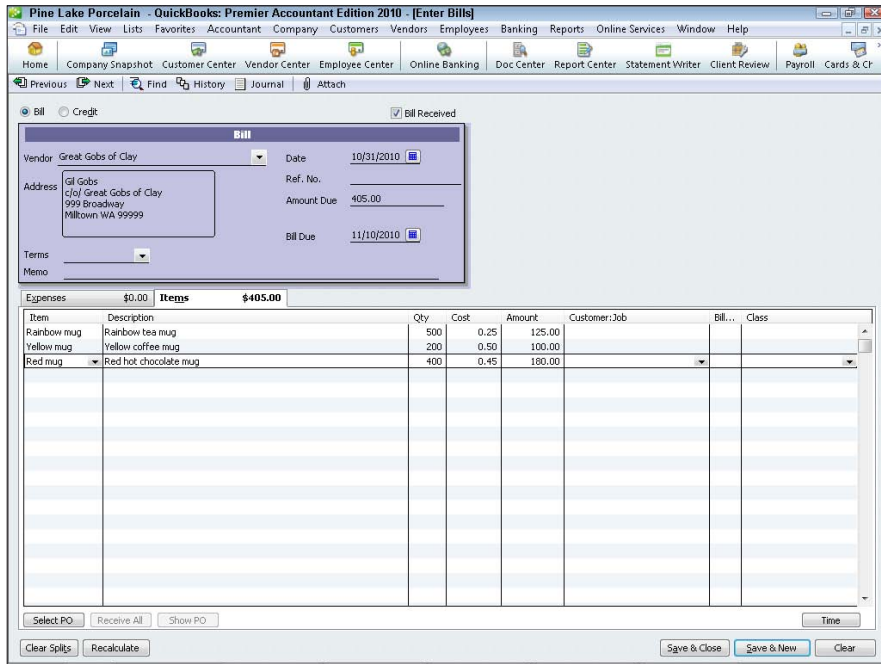 Pine Lake Porcelain - QuickBooks: Premier Accountant Edition 2010 - [Enter Bills]
File Edit View Lists Favorites Accountant Company Customers Vendors Employees Banking Reports Online Services Window Help
Home Company Snapshot Customer Center Vendor Center Employee Center Online Banking Doc Center Report Center Statement Writer Client Review Payroll Cards & Ch
Previous Next Find History Journal Attach
Bill Credit Bill Received
Bill
Vendor Great Gobs of Clay Date 10/31/2010
Ref. No.
Address Gil Gobs
c/o/ Great Gobs of Clay
999 Broadway
Milltown WA 99999
Amount Due 405.00
Bill Due 11/10/2010
Terms
Memo
Expenses $0.00 Items $405.00
Item Description Qty Cost Amount Customer:Job Bill... Class
Rainbow mug Rainbow tea mug 500 0.25 125.00
Yellow mug Yellow coffee mug 200 0.50 100.00
Red mug Red hot chocolate mug 400 0.45 180.00
Select PO Receive All Show PO Time
Clear Splits Recalculate Save & Close Save & New Clear